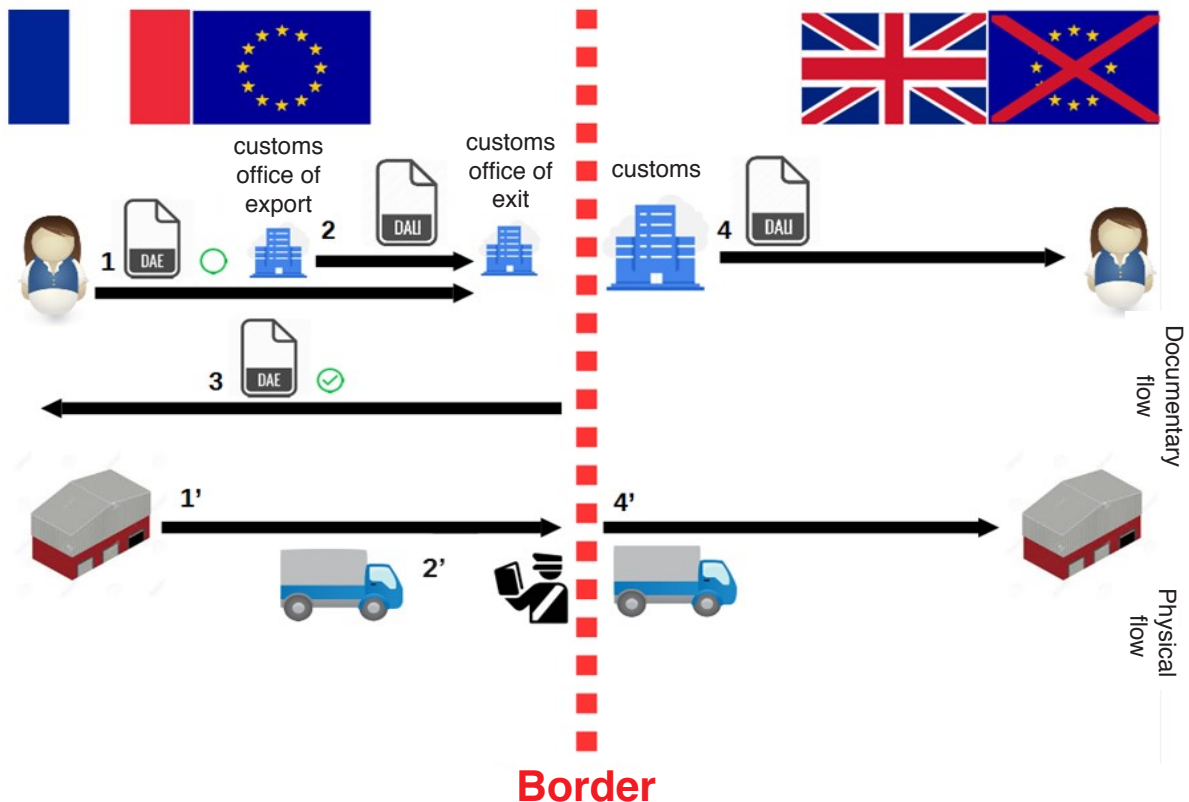 customs
office of
export
customs
office of
exit
customs
1
DAE
2
DAU
4
DAU
3
DAE
Documentary
flow
1’
4’
2’
Physical
flow
Border